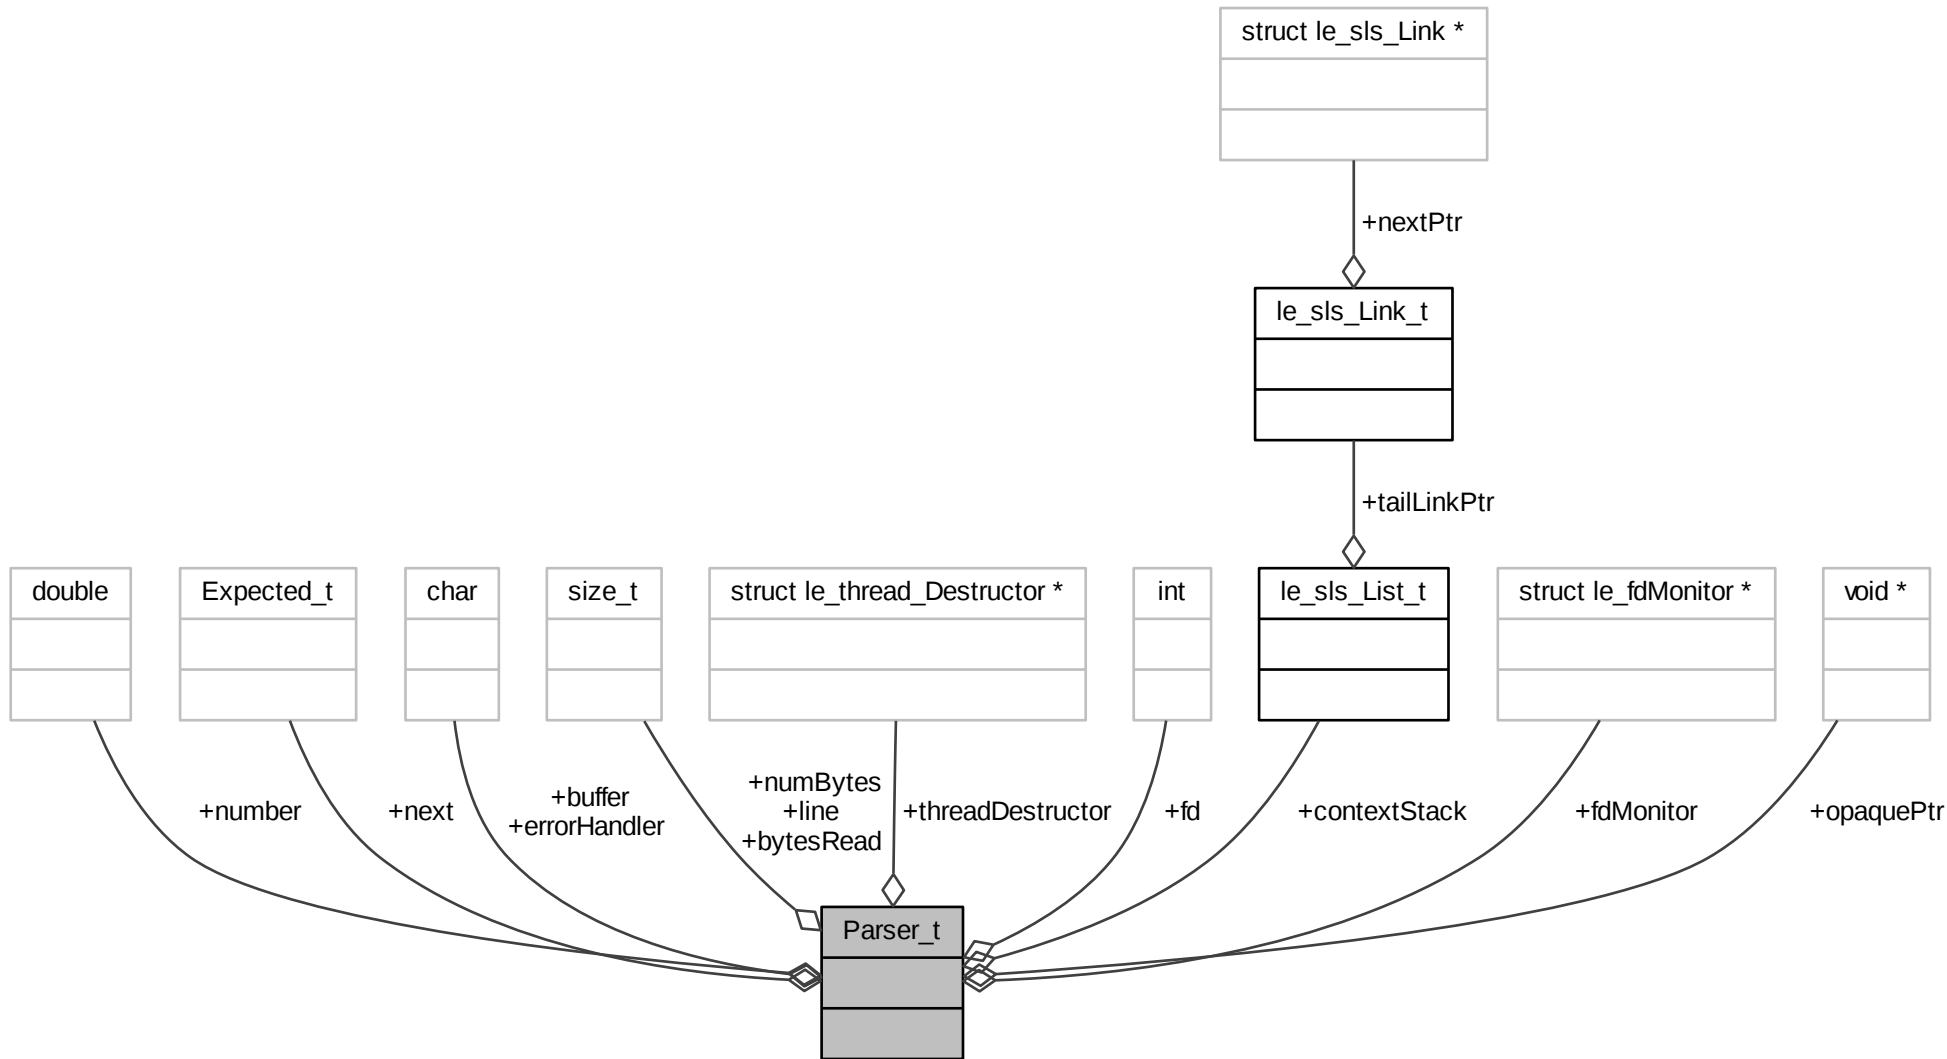 struct le_sls_Link *
+nextPtr
le_sls_Link_t
+tailLinkPtr
double
Expected_t
char
size_t
struct le_thread_Destructor *
int
le_sls_List_t
struct le_fdMonitor *
void *
+number
+next
+buffer
+errorHandler
+numBytes
+line
+bytesRead
+threadDestructor
+fd
+contextStack
+fdMonitor
+opaquePtr
Parser_t